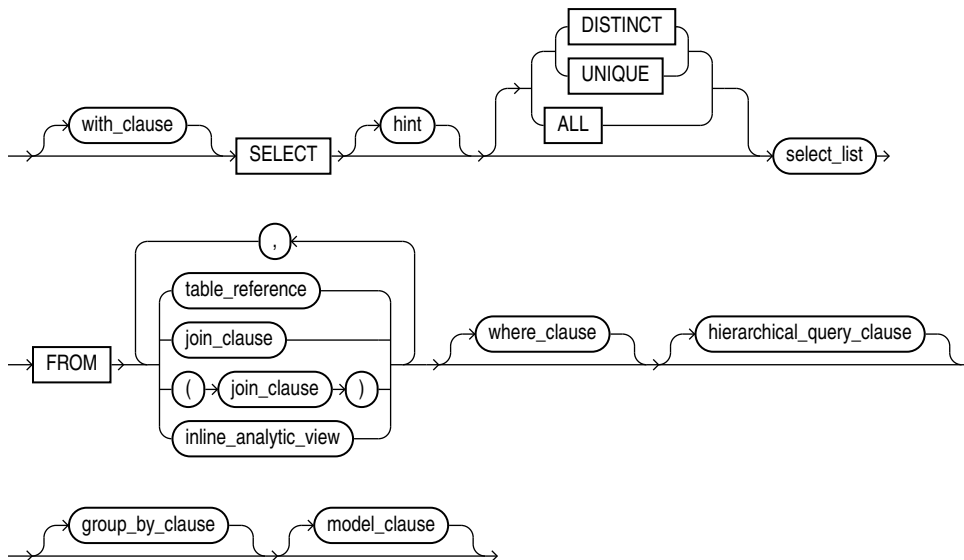 DISTINCT
UNIQUE
ALL
with_clause
SELECT
hint
select_list
,
table_reference
join_clause
( join_clause )
inline_analytic_view
FROM
where_clause
hierarchical_query_clause
group_by_clause
model_clause